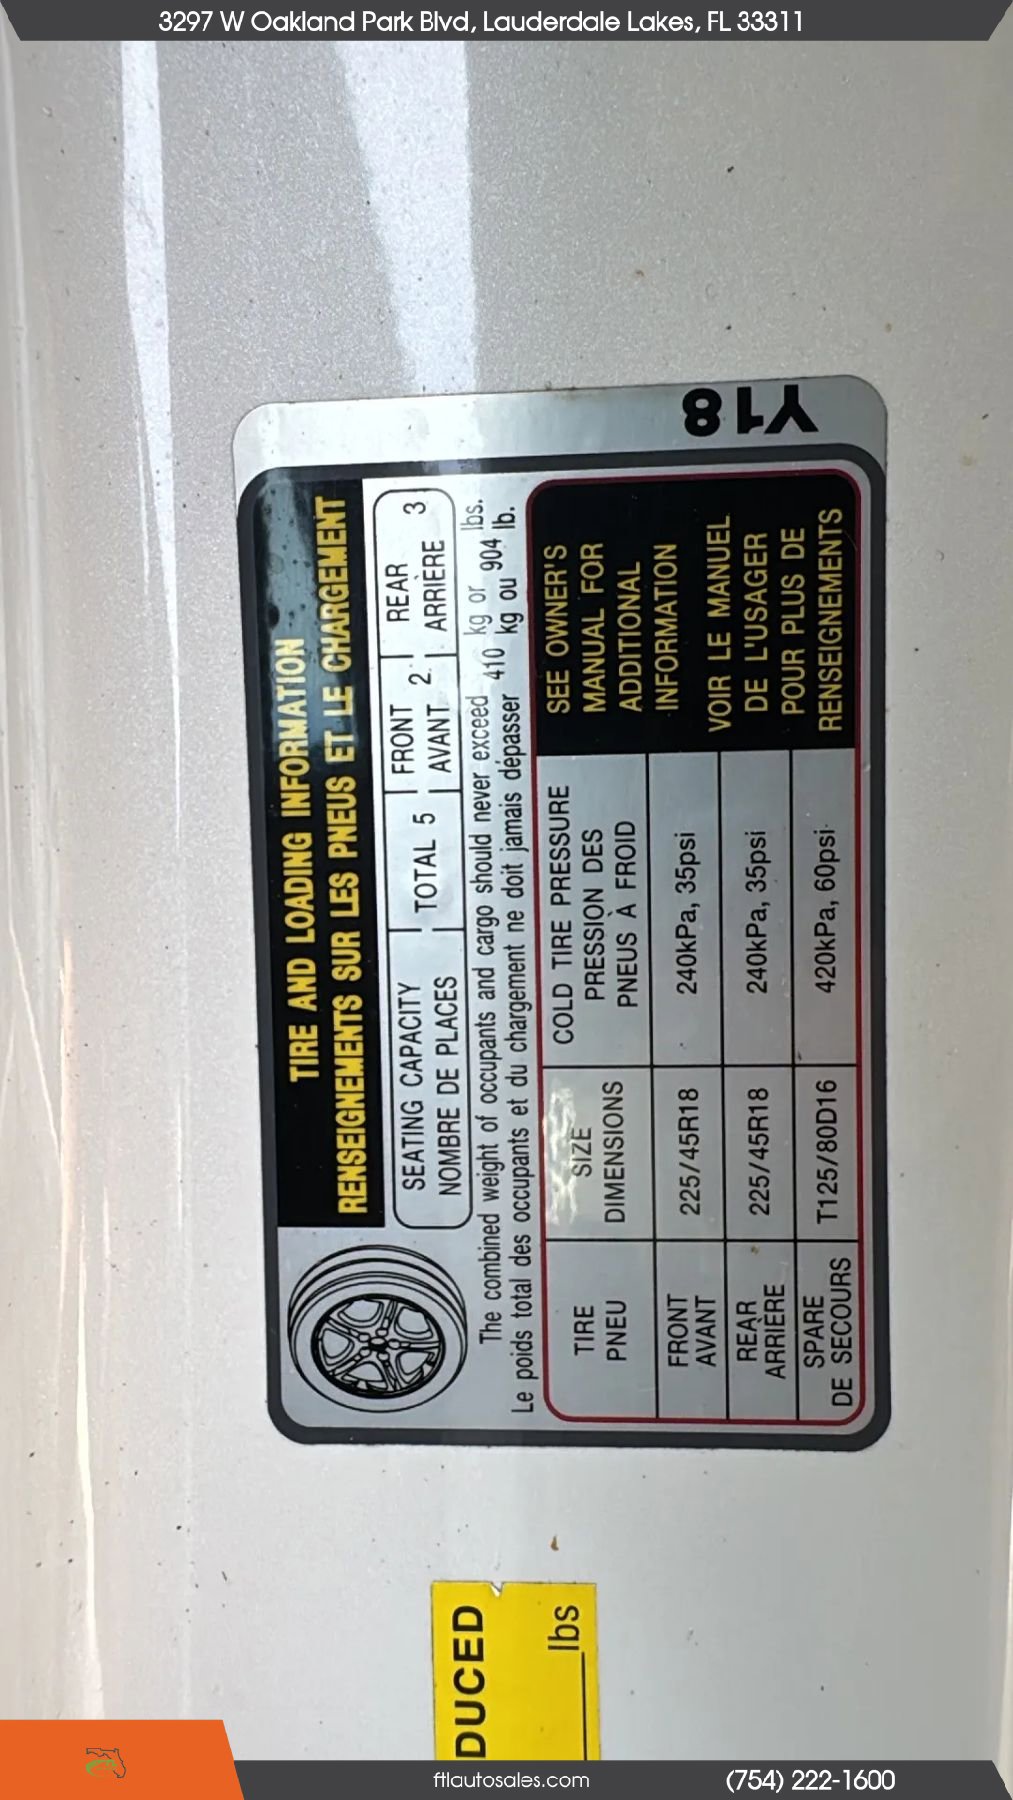 3297 W Oakland Park Blvd, Lauderdale Lakes, FL 33311
TIRE AND LOADING INFORMATION
RENSEIGNEMENTS SUR LES PNEUS ET LE CHARGEMENT
SEATING CAPACITY
NOMBRE DE PLACES
TOTAL 5
FRONT
AVANT 2
REAR
ARRIÈRE 3
The combined weight of occupants and cargo should never exceed 410 kg or 904 lbs.
Le poids total des occupants et du chargement ne doit jamais dépasser 410 kg ou 904 lb.
TIRE
PNEU
SIZE
DIMENSIONS
COLD TIRE PRESSURE
PRESSION DES
PNEUS À FROID
FRONT
AVANT
225/45R18
240kPa, 35psi
REAR
ARRIÈRE
225/45R18
240kPa, 35psi
SPARE
DE SECOURS
T125/80D16
420kPa, 60psi
SEE OWNER'S
MANUAL FOR
ADDITIONAL
INFORMATION
VOIR LE MANUEL
DE L'USAGER
POUR PLUS DE
RENSEIGNEMENTS
Y18
DUCED
lbs
ftlautosales.com
(754) 222-1600